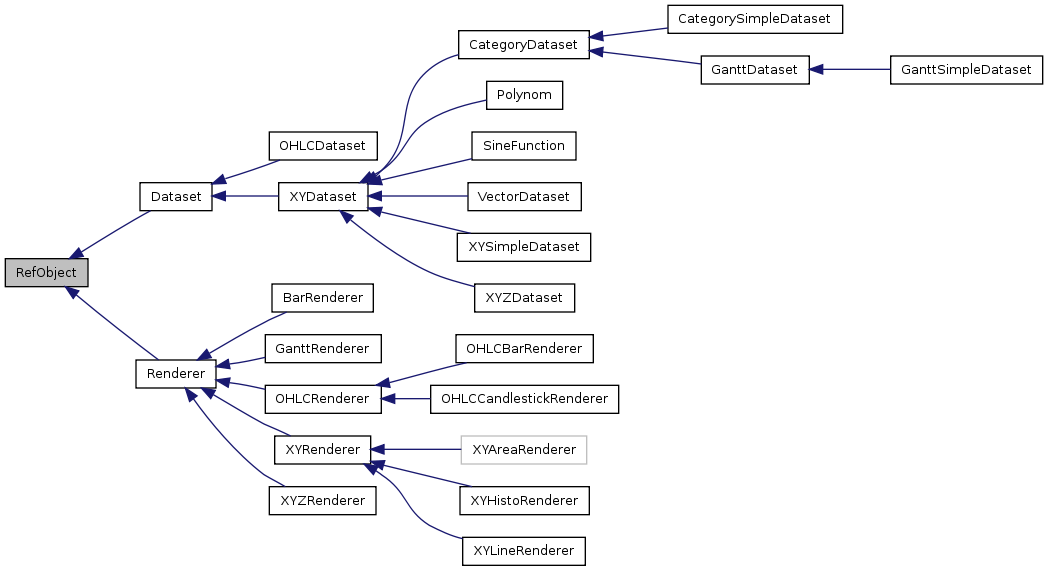 CategorySimpleDataset
CategoryDataset
GanttDataset
GanttSimpleDataset
Polynom
OHLCDataset
SineFunction
Dataset
XYDataset
VectorDataset
XYSimpleDataset
RefObject
XYZDataset
BarRenderer
GanttRenderer
OHLCBarRenderer
Renderer
OHLCRenderer
OHLCCandlestickRenderer
XYRenderer
XYAreaRenderer
XYZRenderer
XYHistoRenderer
XYLineRenderer